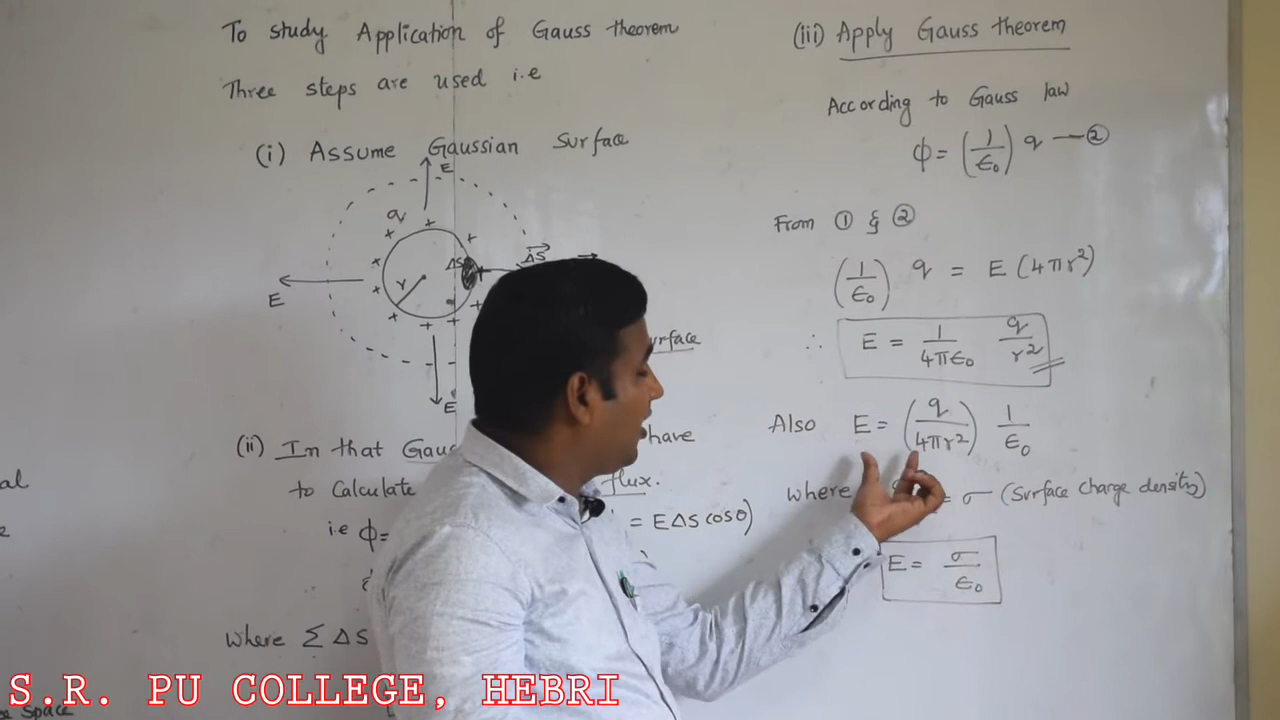 To study Application of Gauss theorem
Three steps are used i.e
(i) Assume Gaussian Surface
E
q
ΔS
ΔS
E
r
E
(ii) In that have
to Calculate flux.
i.e φ= = EΔS cosθ)
where Σ ΔS
al
space
(iii) Apply Gauss theorem
According to Gauss law
φ = (1/ε₀) q — ②
From ① & ②
(1/ε₀) q = E (4πr²)
∴ E = 1/4πε₀ q/r²
Also E = (q/4πr²) 1/ε₀
where = σ (Surface charge density)
E = σ/ε₀
S.R. PU COLLEGE, HEBRI